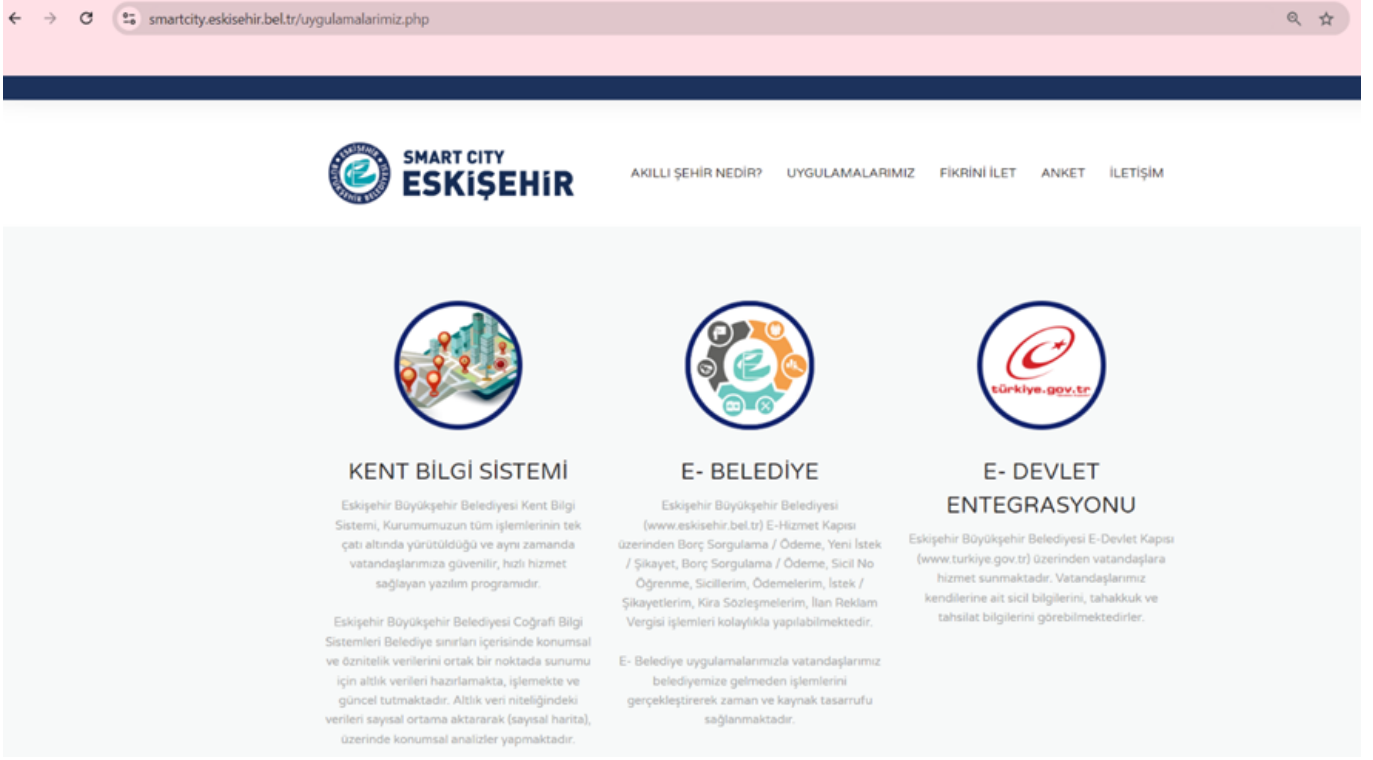 smartcity.eskisehir.bel.tr/uygulamalarimiz.php
SMART CITY
ESKİŞEHİR
AKILLI ŞEHİR NEDİR? UYGULAMALARIMIZ FİKRİNİ İLET ANKET İLETİŞİM
türkiye.gov.tr
KENT BİLGİ SİSTEMİ
Eskişehir Büyükşehir Belediyesi Kent Bilgi
Sistemi, Kurumumuzun tüm işlemlerinin tek
çatı altında yürütüldüğü ve aynı zamanda
vatandaşlarımıza güvenilir, hızlı hizmet
sağlayan yazılım programıdır.
Eskişehir Büyükşehir Belediyesi Coğrafi Bilgi
Sistemleri Belediye sınırları içerisinde konumsal
ve öznitelik verilerini ortak bir noktada sunumu
için altlık verileri hazırlamakta, işlemekte ve
güncel tutmaktadır. Altlık veri niteliğindeki
verileri sayısal ortama aktararak (sayısal harita),
üzerinde konumsal analizler yapmaktadır.
E- BELEDİYE
Eskişehir Büyükşehir Belediyesi
(www.eskisehir.bel.tr) E-Hizmet Kapısı
üzerinden Borç Sorgulama / Ödeme, Yeni İstek
/ Şikayet, Borç Sorgulama / Ödeme, Sicil No
Öğrenme, Sicillerim, Ödemelerim, İstek /
Şikayetlerim, Kira Sözleşmelerim, İlan Reklam
Vergisi işlemleri kolaylıkla yapılabilmektedir.
E- Belediye uygulamalarımızla vatandaşlarımız
belediyemize gelmeden işlemlerini
gerçekleştirerek zaman ve kaynak tasarrufu
sağlanmaktadır.
E- DEVLET
ENTEGRASYONU
Eskişehir Büyükşehir Belediyesi E-Devlet Kapısı
(www.turkiye.gov.tr) üzerinden vatandaşlara
hizmet sunmaktadır. Vatandaşlarımız
kendilerine ait sicil bilgilerini, tahakkuk ve
tahsilat bilgilerini görebilmektedirler.